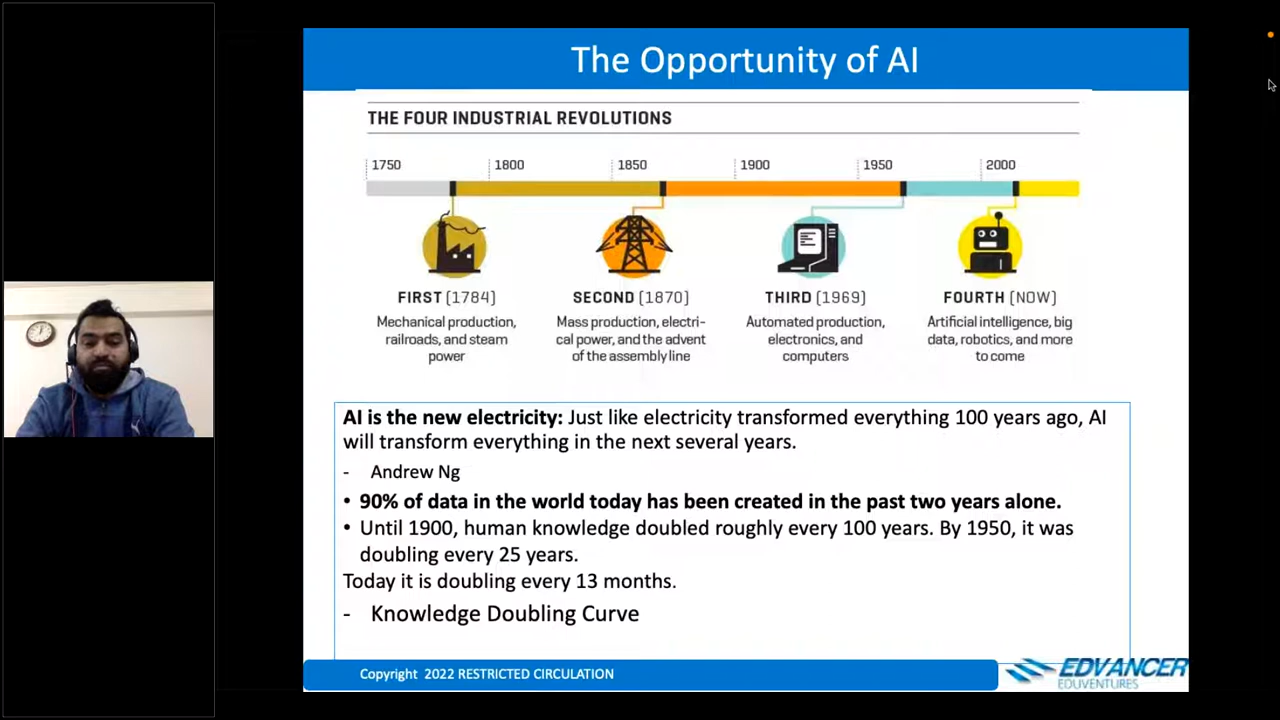 The Opportunity of AI
THE FOUR INDUSTRIAL REVOLUTIONS
1750 1800 1850 1900 1950 2000
FIRST (1784)
Mechanical production,
railroads, and steam
power
SECOND (1870)
Mass production, electri-
cal power, and the advent
of the assembly line
THIRD (1969)
Automated production,
electronics, and
computers
FOURTH (NOW)
Artificial intelligence, big
data, robotics, and more
to come
AI is the new electricity: Just like electricity transformed everything 100 years ago, AI
will transform everything in the next several years.
- Andrew Ng
• 90% of data in the world today has been created in the past two years alone.
• Until 1900, human knowledge doubled roughly every 100 years. By 1950, it was
doubling every 25 years.
Today it is doubling every 13 months.
- Knowledge Doubling Curve
Copyright 2022 RESTRICTED CIRCULATION
EDVANCER
EDUVENTURES